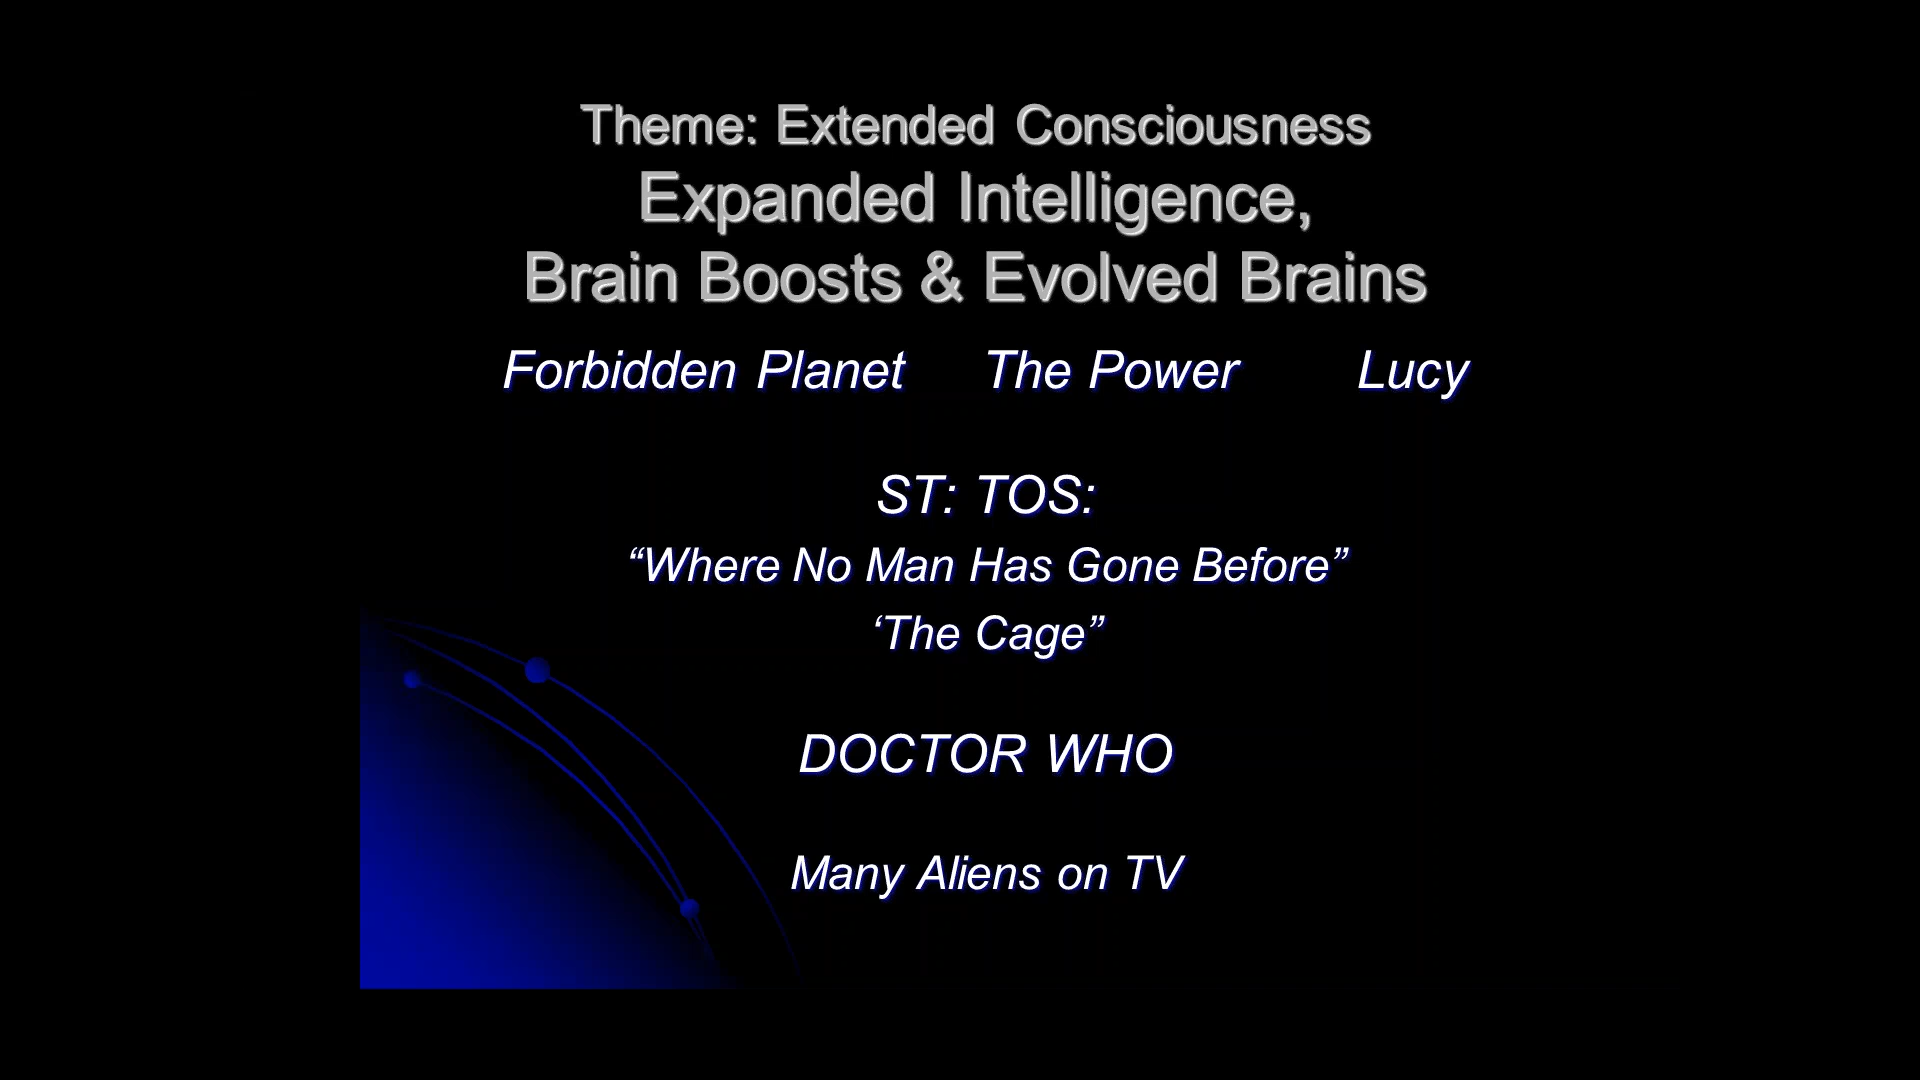 Theme: Extended Consciousness
Expanded Intelligence,
Brain Boosts & Evolved Brains
Forbidden Planet The Power Lucy
ST: TOS:
“Where No Man Has Gone Before”
‘The Cage”
DOCTOR WHO
Many Aliens on TV